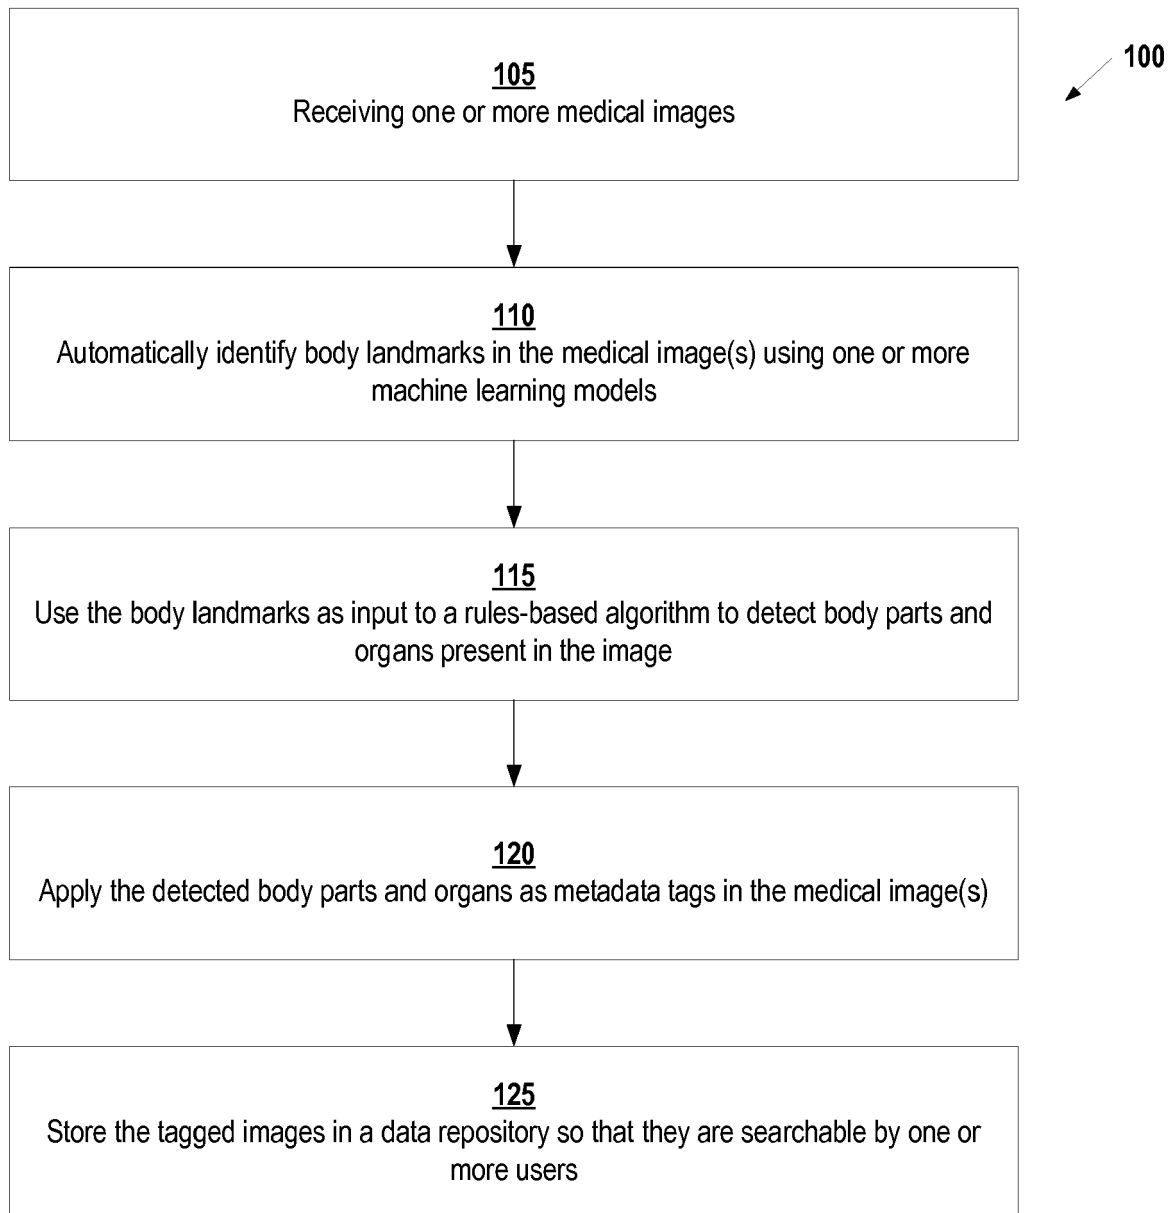 100
105
Receiving one or more medical images
110
Automatically identify body landmarks in the medical image(s) using one or more
machine learning models
115
Use the body landmarks as input to a rules-based algorithm to detect body parts and
organs present in the image
120
Apply the detected body parts and organs as metadata tags in the medical image(s)
125
Store the tagged images in a data repository so that they are searchable by one or
more users